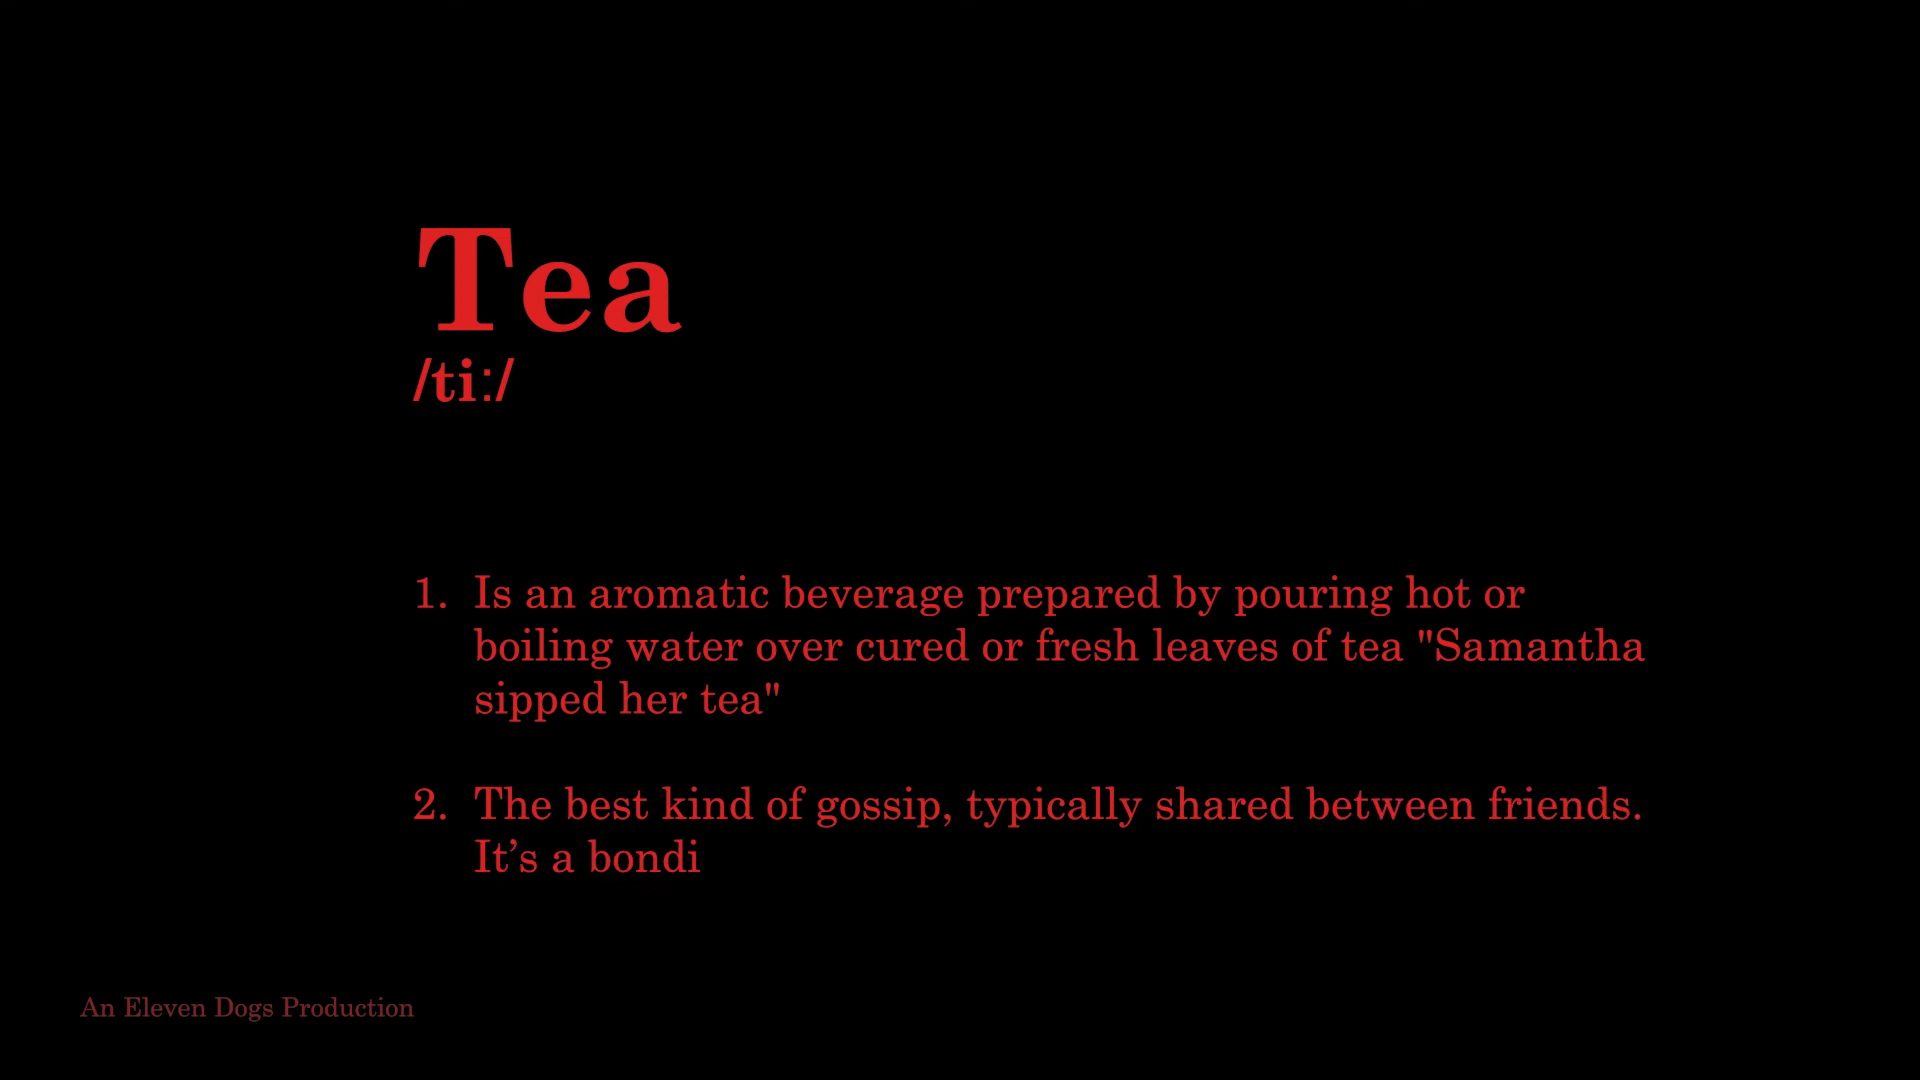 Tea
/ti:/
1. Is an aromatic beverage prepared by pouring hot or
boiling water over cured or fresh leaves of tea "Samantha
sipped her tea"
2. The best kind of gossip, typically shared between friends.
It’s a bondi
An Eleven Dogs Production